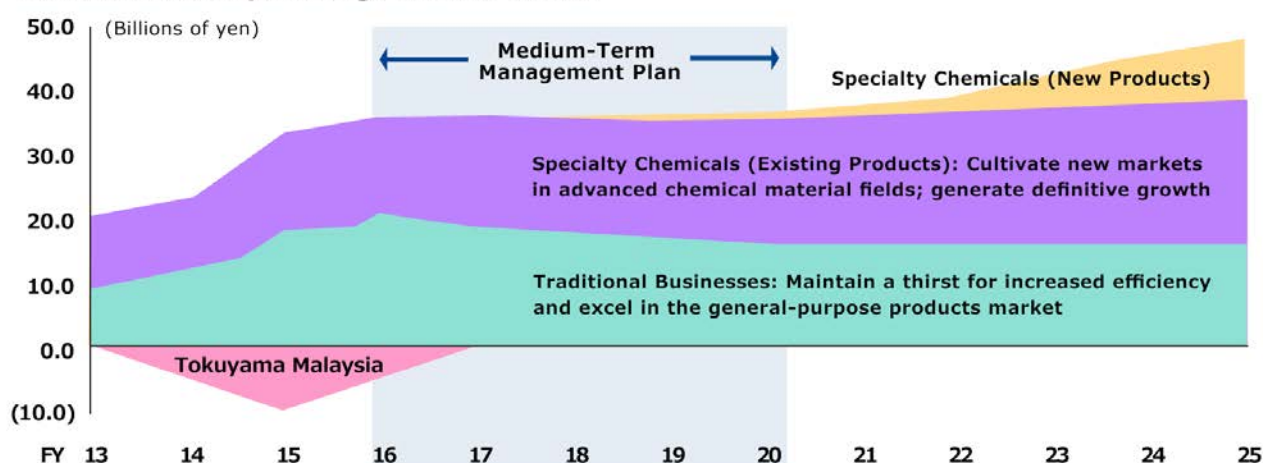 50.0
(Billions of yen)
Medium-Term
Management Plan
Specialty Chemicals (New Products)
40.0
30.0
Specialty Chemicals (Existing Products): Cultivate new markets
in advanced chemical material fields; generate definitive growth
20.0
10.0
Traditional Businesses: Maintain a thirst for increased efficiency
and excel in the general-purpose products market
0.0
Tokuyama Malaysia
(10.0)
FY 13 14 15 16 17 18 19 20 21 22 23 24 25